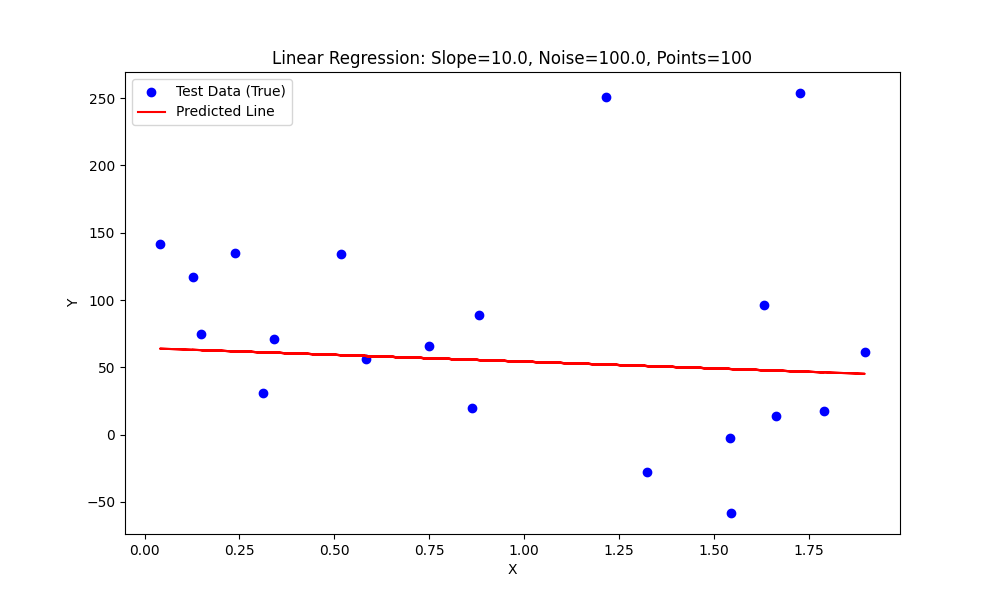 Linear Regression: Slope=10.0, Noise=100.0, Points=100
Test Data (True)
Predicted Line
250
200
150
100
50
0
−50
Y
0.00 0.25 0.50 0.75 1.00 1.25 1.50 1.75
X